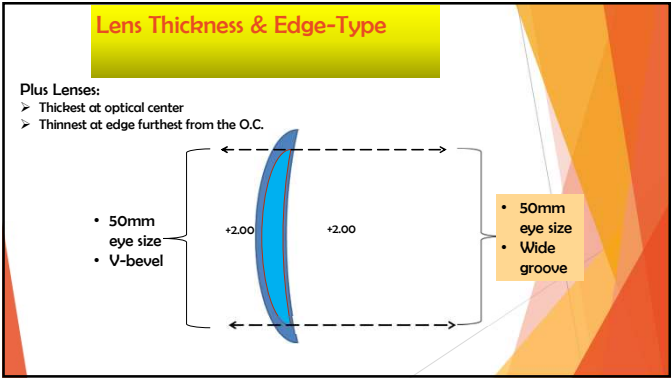 Lens Thickness & Edge-Type
Plus Lenses:
➢ Thickest at optical center
➢ Thinnest at edge furthest from the O.C.
• 50mm
eye size
• V-bevel
+2.00
+2.00
• 50mm
eye size
• Wide
groove